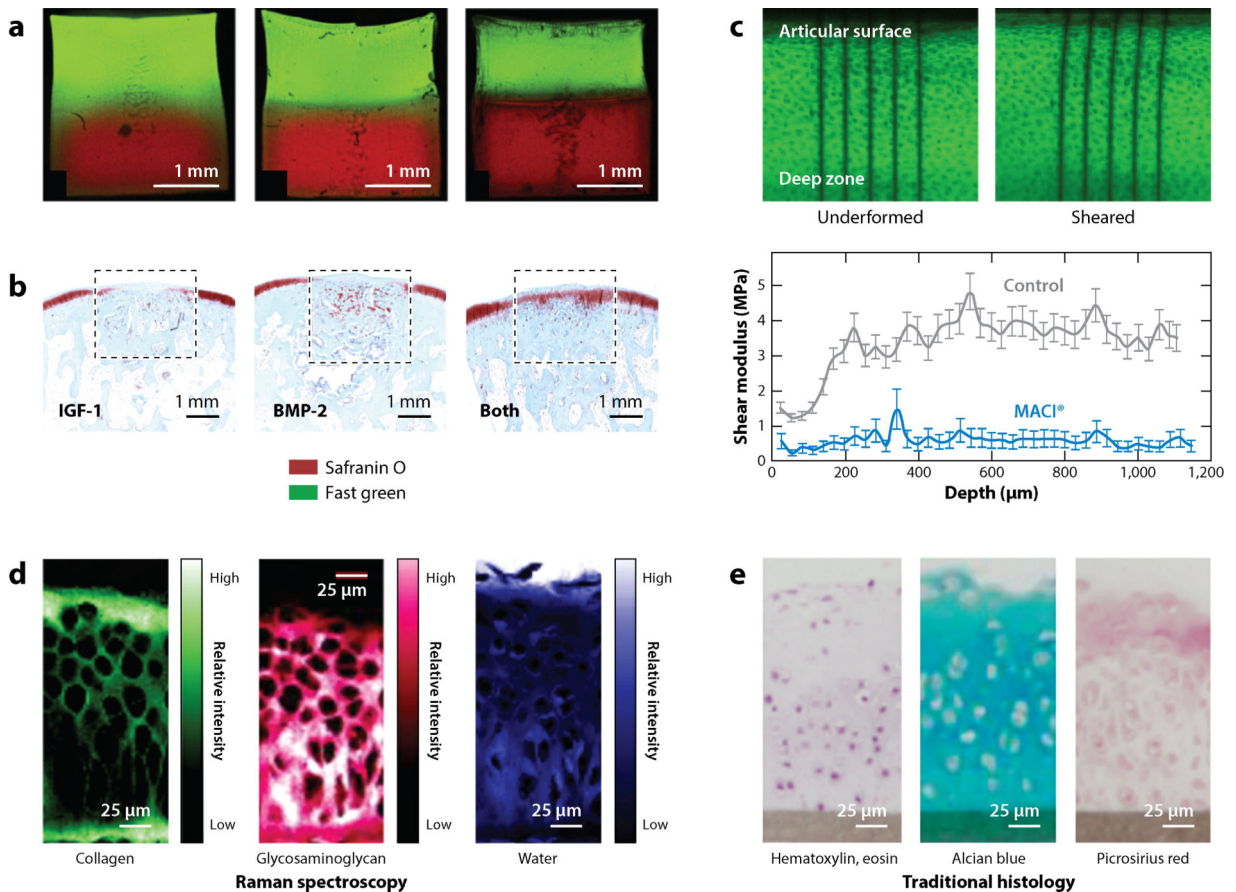 a
1 mm
1 mm
1 mm
b
IGF-1
1 mm
BMP-2
1 mm
Both
1 mm
Safranin O
Fast green
c
Articular surface
Deep zone
Underformed
Sheared
Shear modulus (MPa)
5
4
3
2
1
0
Control
MACI®
0
200
400
600
800
1,000
1,200
Depth (µm)
d
25 µm
High
Relative intensity
Low
25 µm
25 µm
High
Relative intensity
Low
25 µm
High
Relative intensity
Low
Collagen
Glycosaminoglycan
Water
Raman spectroscopy
e
25 µm
25 µm
25 µm
Hematoxylin, eosin
Alcian blue
Picrosirius red
Traditional histology